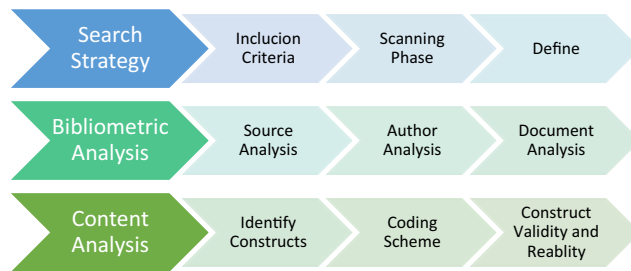 Search
Strategy
Inclucion
Criteria
Scanning
Phase
Define
Bibliometric
Analysis
Source
Analysis
Author
Analysis
Document
Analysis
Content
Analysis
Identify
Constructs
Coding
Scheme
Construct
Validity and
Reablity